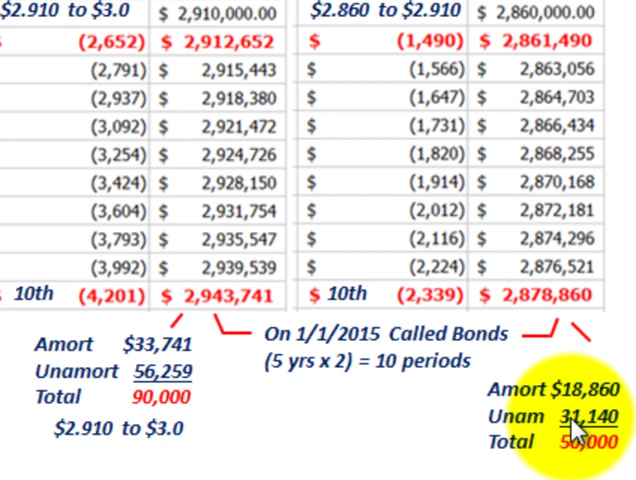 $2.910 to $3.0 $ 2,910,000.00 $2.860 to $2.910 $ 2,860,000.00
(2,652) $ 2,912,652 $ (1,490) $ 2,861,490
(2,791) $ 2,915,443 $ (1,566) $ 2,863,056
(2,937) $ 2,918,380 $ (1,647) $ 2,864,703
(3,092) $ 2,921,472 $ (1,731) $ 2,866,434
(3,254) $ 2,924,726 $ (1,820) $ 2,868,255
(3,424) $ 2,928,150 $ (1,914) $ 2,870,168
(3,604) $ 2,931,754 $ (2,012) $ 2,872,181
(3,793) $ 2,935,547 $ (2,116) $ 2,874,296
(3,992) $ 2,939,539 $ (2,224) $ 2,876,521
10th (4,201) $ 2,943,741 $ 10th (2,339) $ 2,878,860
On 1/1/2015 Called Bonds
(5 yrs x 2) = 10 periods
Amort $33,741
Unamort 56,259
Total 90,000
$2.910 to $3.0
Amort $18,860
Unam 31,140
Total 50,000